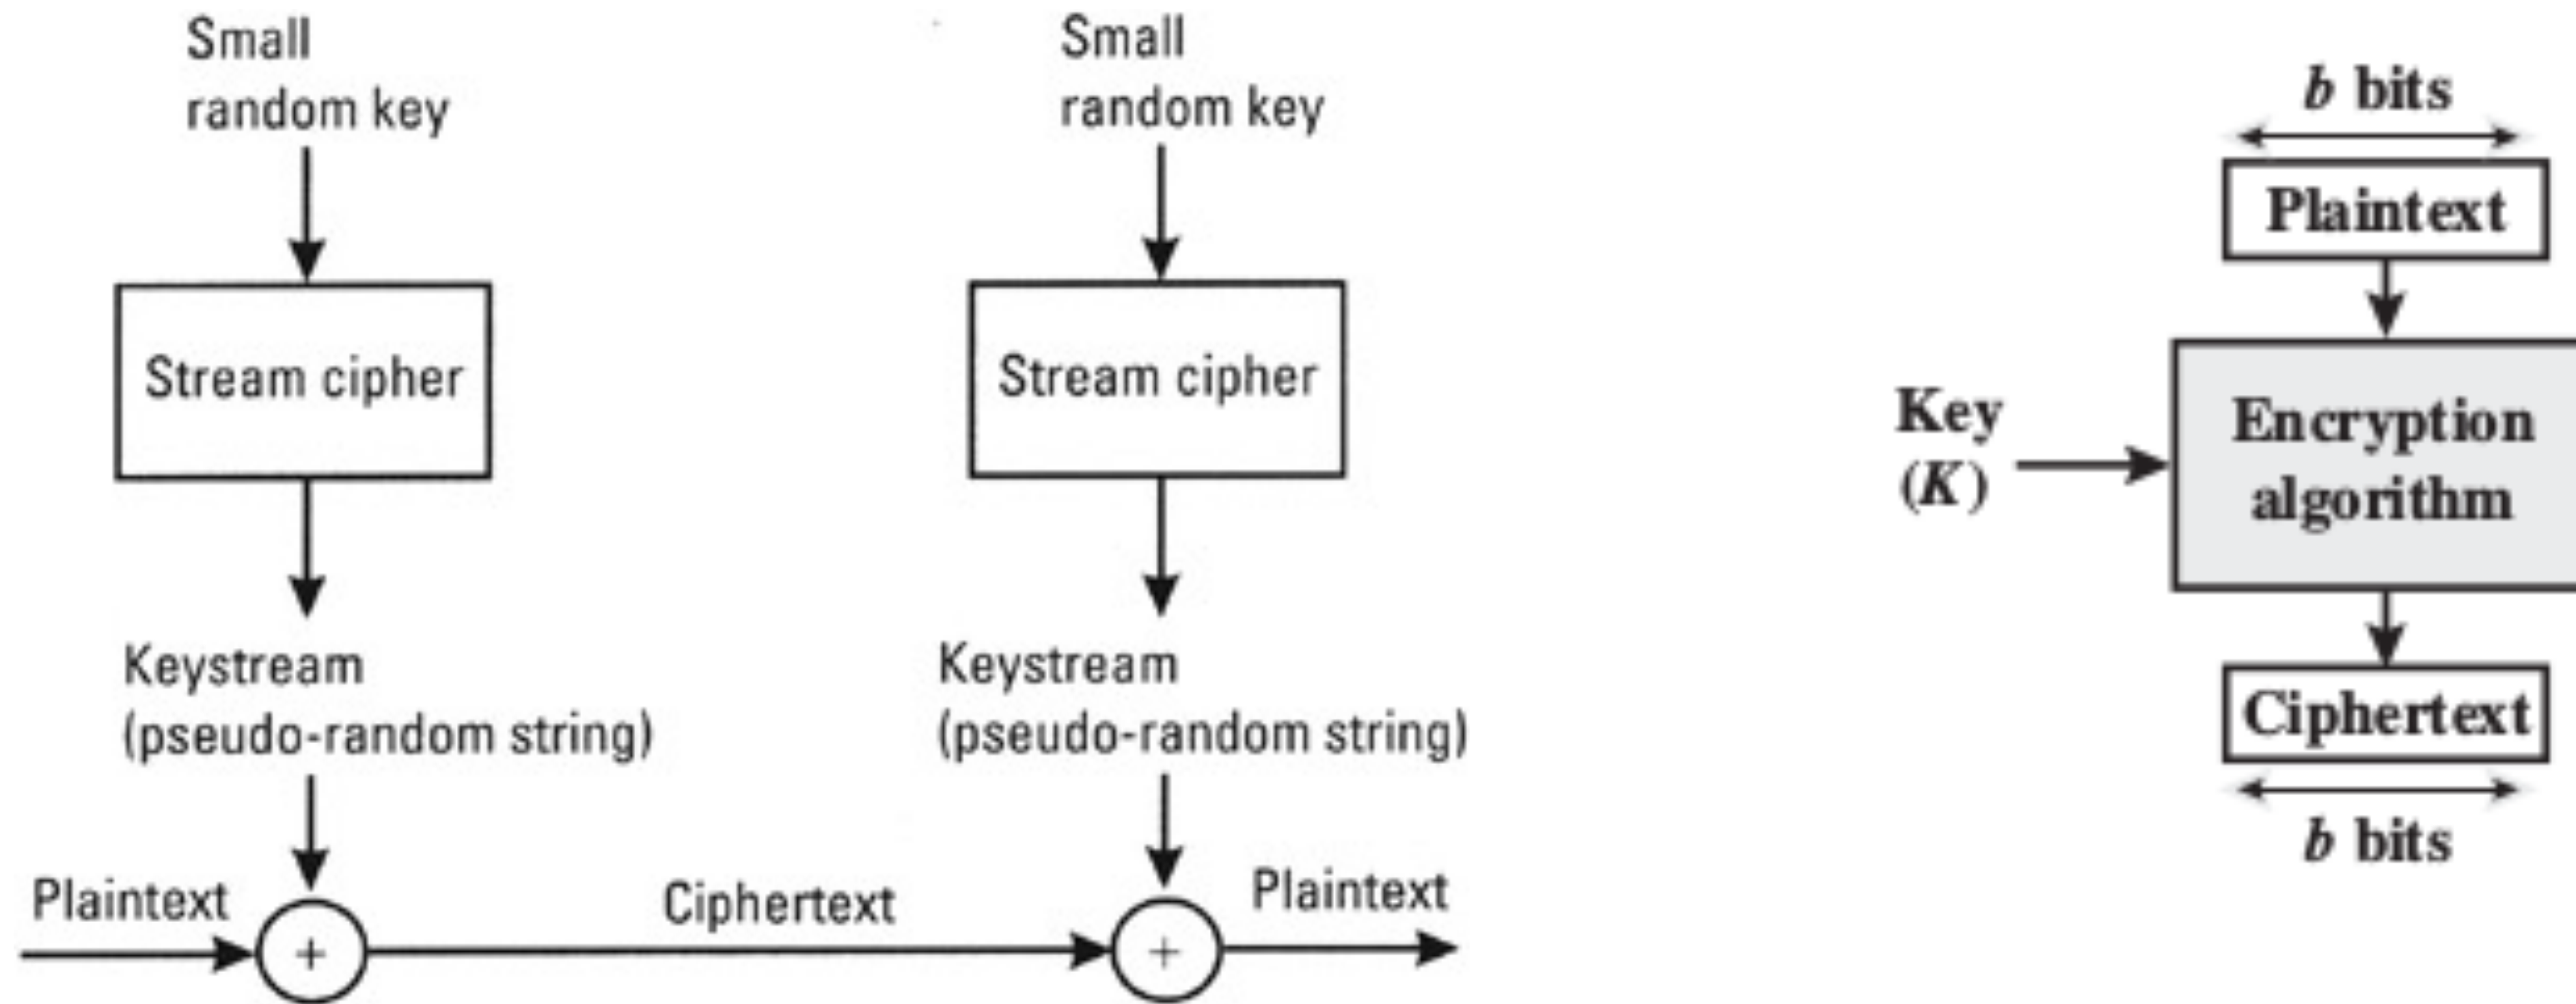 Small
random key
Stream cipher
Keystream
(pseudo-random string)
Plaintext
+
Ciphertext
Small
random key
Stream cipher
Keystream
(pseudo-random string)
+
Plaintext
b bits
Plaintext
Key
(K)
Encryption
algorithm
Ciphertext
b bits